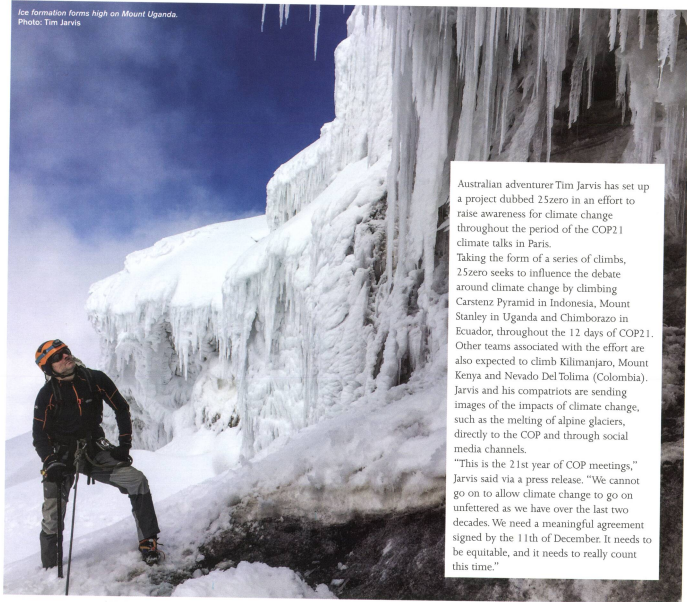 Ice formation forms high on Mount Uganda.
Photo: Tim Jarvis
Australian adventurer Tim Jarvis has set up
a project dubbed 25zero in an effort to
raise awareness for climate change
throughout the period of the COP21
climate talks in Paris.
Taking the form of a series of climbs,
25zero seeks to influence the debate
around climate change by climbing
Carstenz Pyramid in Indonesia, Mount
Stanley in Uganda and Chimborazo in
Ecuador, throughout the 12 days of COP21.
Other teams associated with the effort are
also expected to climb Kilimanjaro, Mount
Kenya and Nevado Del Tolima (Colombia).
Jarvis and his compatriots are sending
images of the impacts of climate change,
such as the melting of alpine glaciers,
directly to the COP and through social
media channels.
“This is the 21st year of COP meetings,”
Jarvis said via a press release. “We cannot
go on to allow climate change to go on
unfettered as we have over the last two
decades. We need a meaningful agreement
signed by the 11th of December. It needs to
be equitable, and it needs to really count
this time.”